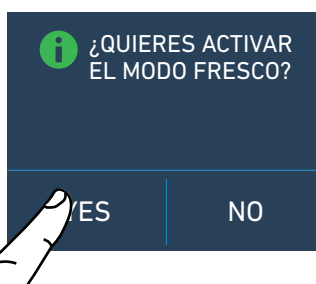 ¿QUIERES ACTIVAR
EL MODO FRESCO?
YES NO